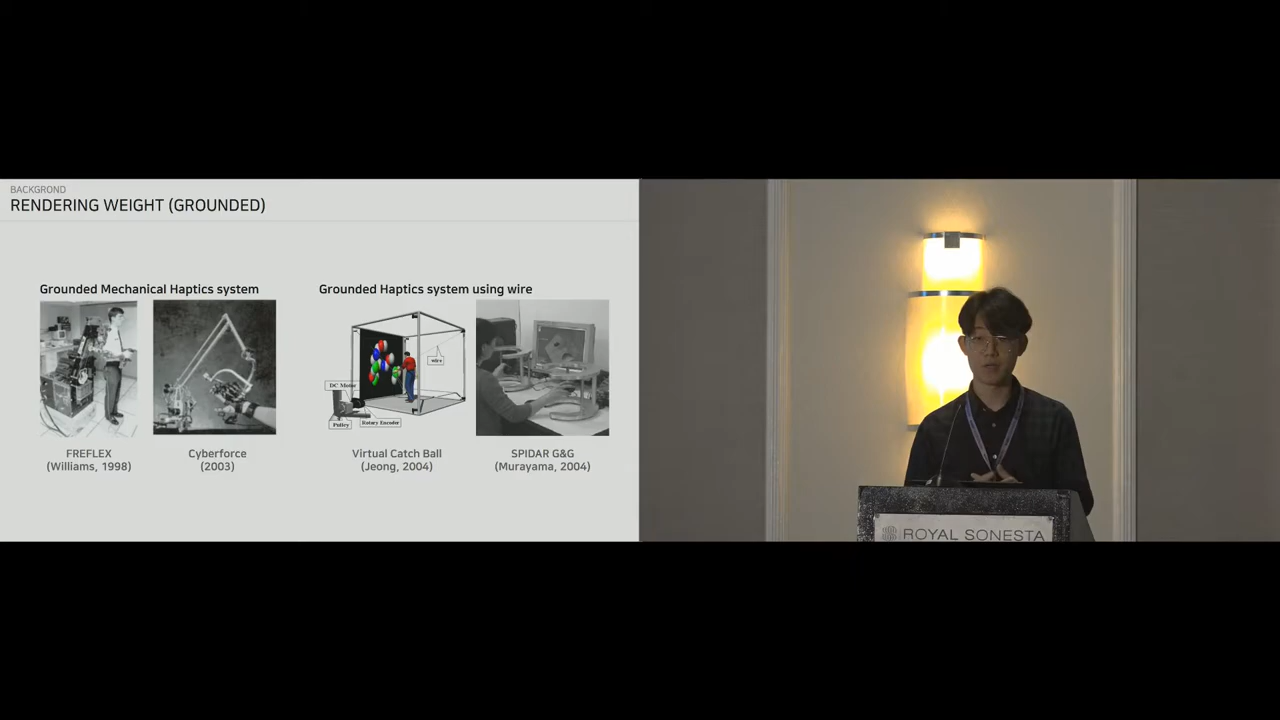 BACKGROND
RENDERING WEIGHT (GROUNDED)
Grounded Mechanical Haptics system
Grounded Haptics system using wire
wire
DC Motor
Pulley
Rotary Encoder
FREFLEX
(Williams, 1998)
Cyberforce
(2003)
Virtual Catch Ball
(Jeong, 2004)
SPIDAR G&G
(Murayama, 2004)
ROYAL SONESTA